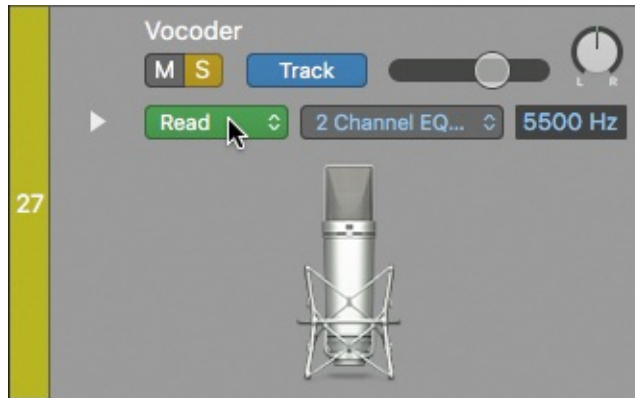 Vocoder
M S Track
L R
Read 2 Channel EQ... 5500 Hz
27